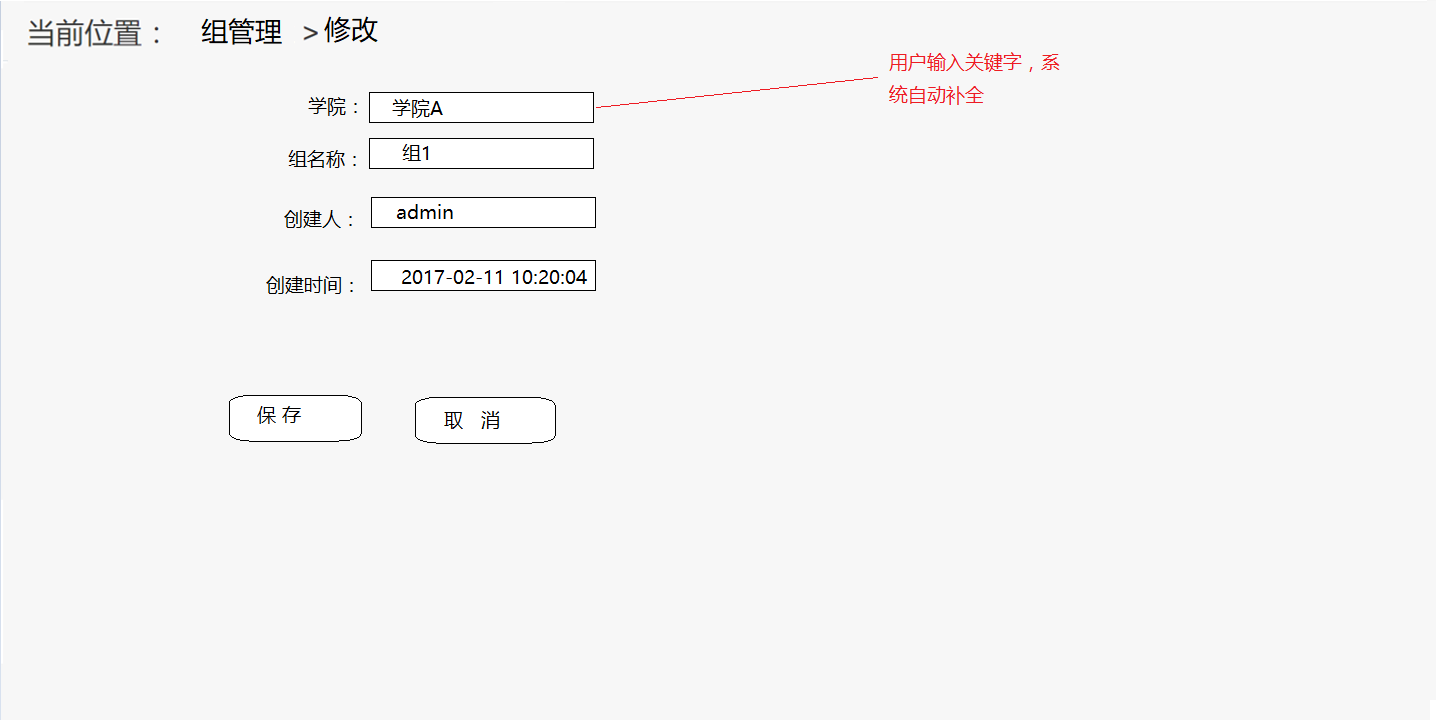 当前位置： 组管理 >修改
用户输入关键字，系
统自动补全
学院： 学院A
组名称： 组1
创建人： admin
创建时间： 2017-02-11 10:20:04
保 存 取 消